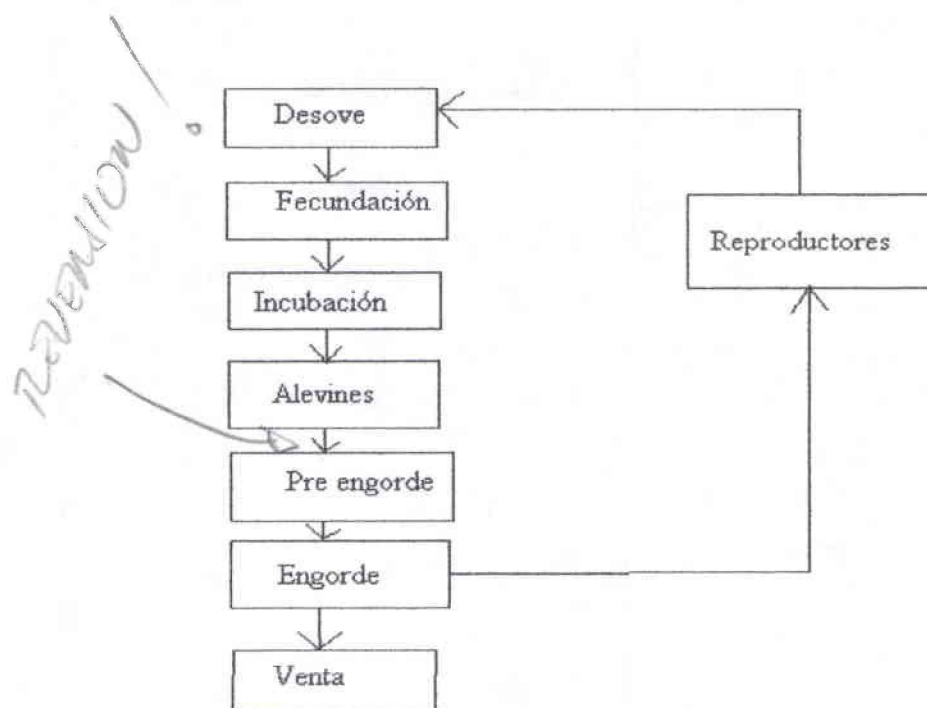 Desove
Fecundación
Reproductores
Incubación
Alevines
Pre engorde
Engorde
Venta